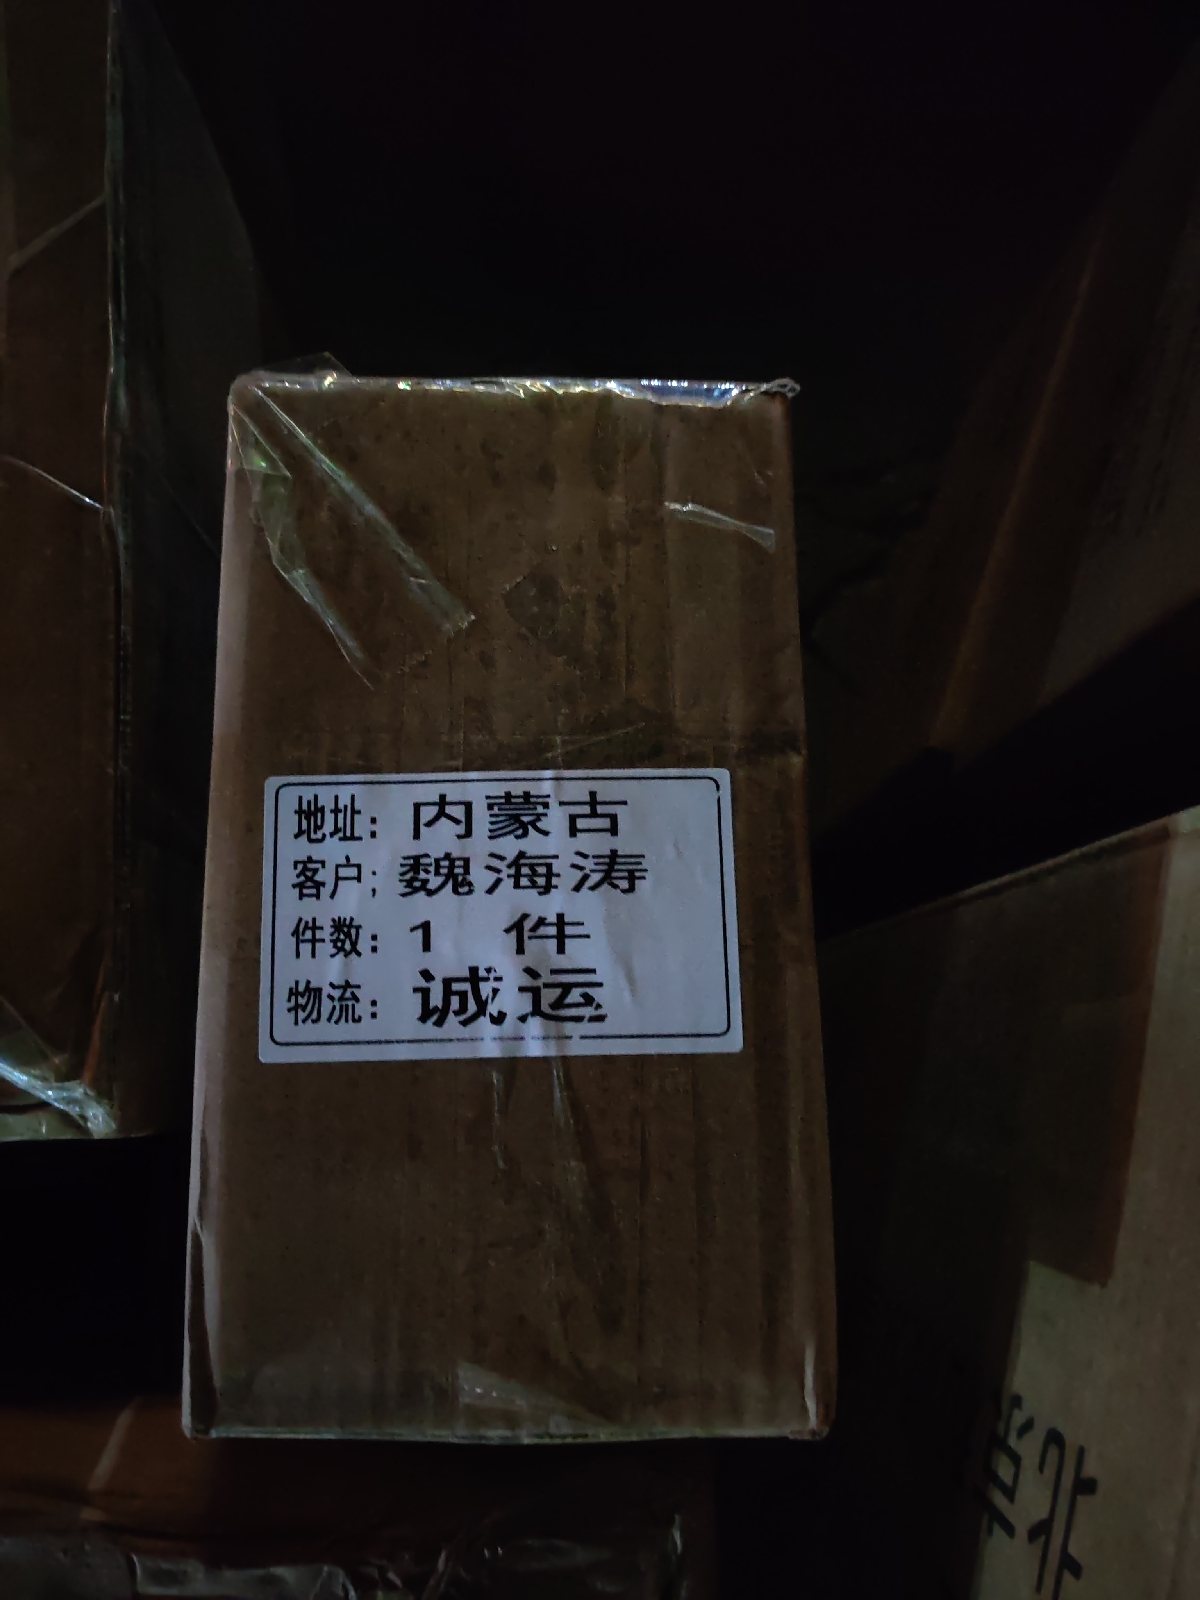 地址：内蒙古
客户；魏海涛
件数：1 件
物流：诚运